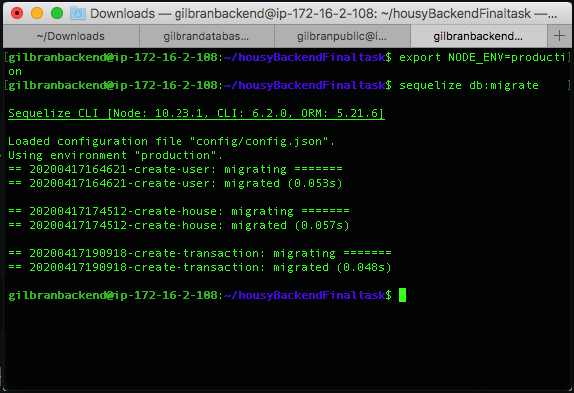 Downloads — gilbranbackend@ip-172-16-2-108: ~/housyBackendFinaltask —...
~/Downloads
gilbrandatabas...
gilbranpublic@i...
gilbranbackend...
+
[gilbranbackend@ip-172-16-2-108:~/housyBackendFinaltask$ export NODE_ENV=producti]
on
[gilbranbackend@ip-172-16-2-108:~/housyBackendFinaltask$ sequelize db:migrate ]
Sequelize CLI [Node: 10.23.1, CLI: 6.2.0, ORM: 5.21.6]
Loaded configuration file "config/config.json".
Using environment "production".
== 20200417164621-create-user: migrating =======
== 20200417164621-create-user: migrated (0.053s)
== 20200417174512-create-house: migrating =======
== 20200417174512-create-house: migrated (0.057s)
== 20200417190918-create-transaction: migrating =======
== 20200417190918-create-transaction: migrated (0.048s)
gilbranbackend@ip-172-16-2-108:~/housyBackendFinaltask$